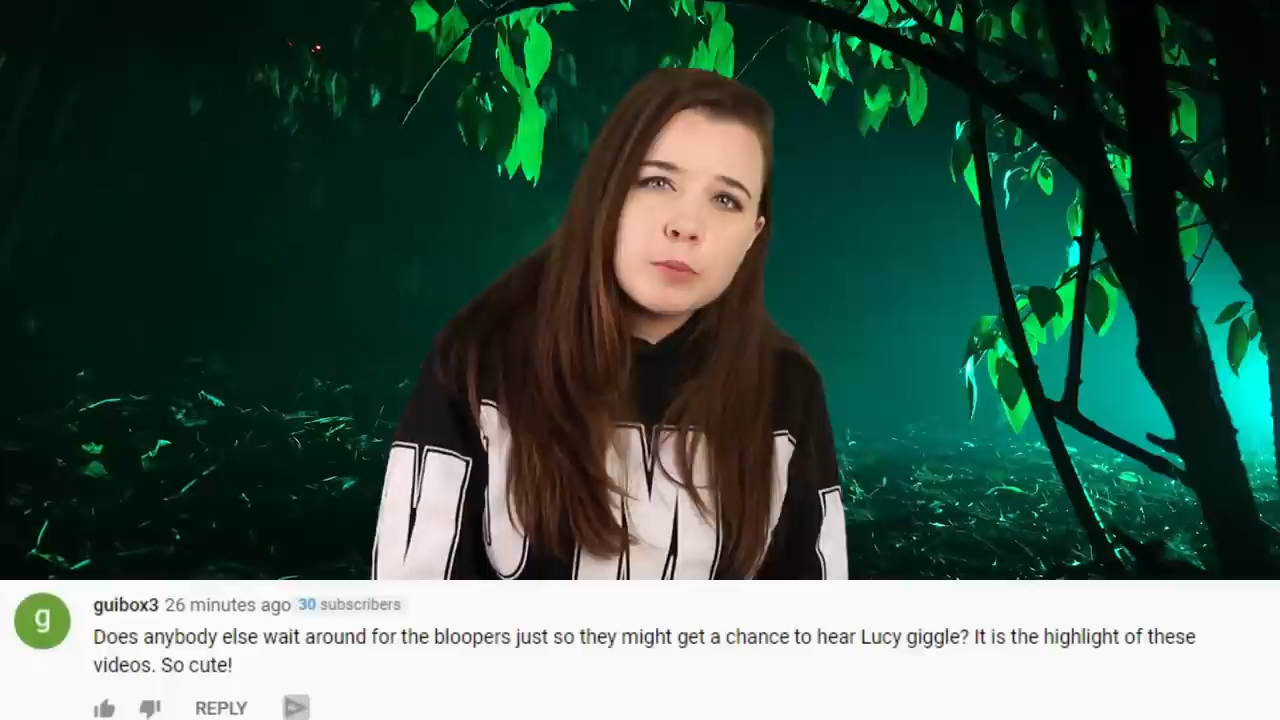 g
guibox3 26 minutes ago 30 subscribers
Does anybody else wait around for the bloopers just so they might get a chance to hear Lucy giggle? It is the highlight of these
videos. So cute!
REPLY